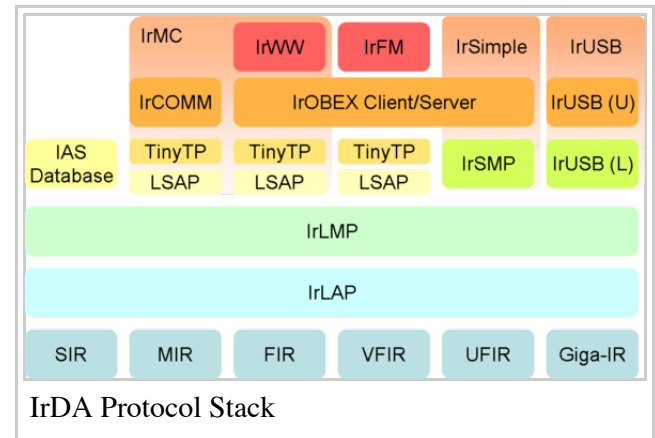 IrMC
IrWW
IrFM
IrSimple
IrUSB
IrCOMM
IrOBEX Client/Server
IrUSB (U)
IAS
Database
TinyTP
LSAP
TinyTP
LSAP
TinyTP
LSAP
IrSMP
IrUSB (L)
IrLMP
IrLAP
SIR
MIR
FIR
VFIR
UFIR
Giga-IR
IrDA Protocol Stack